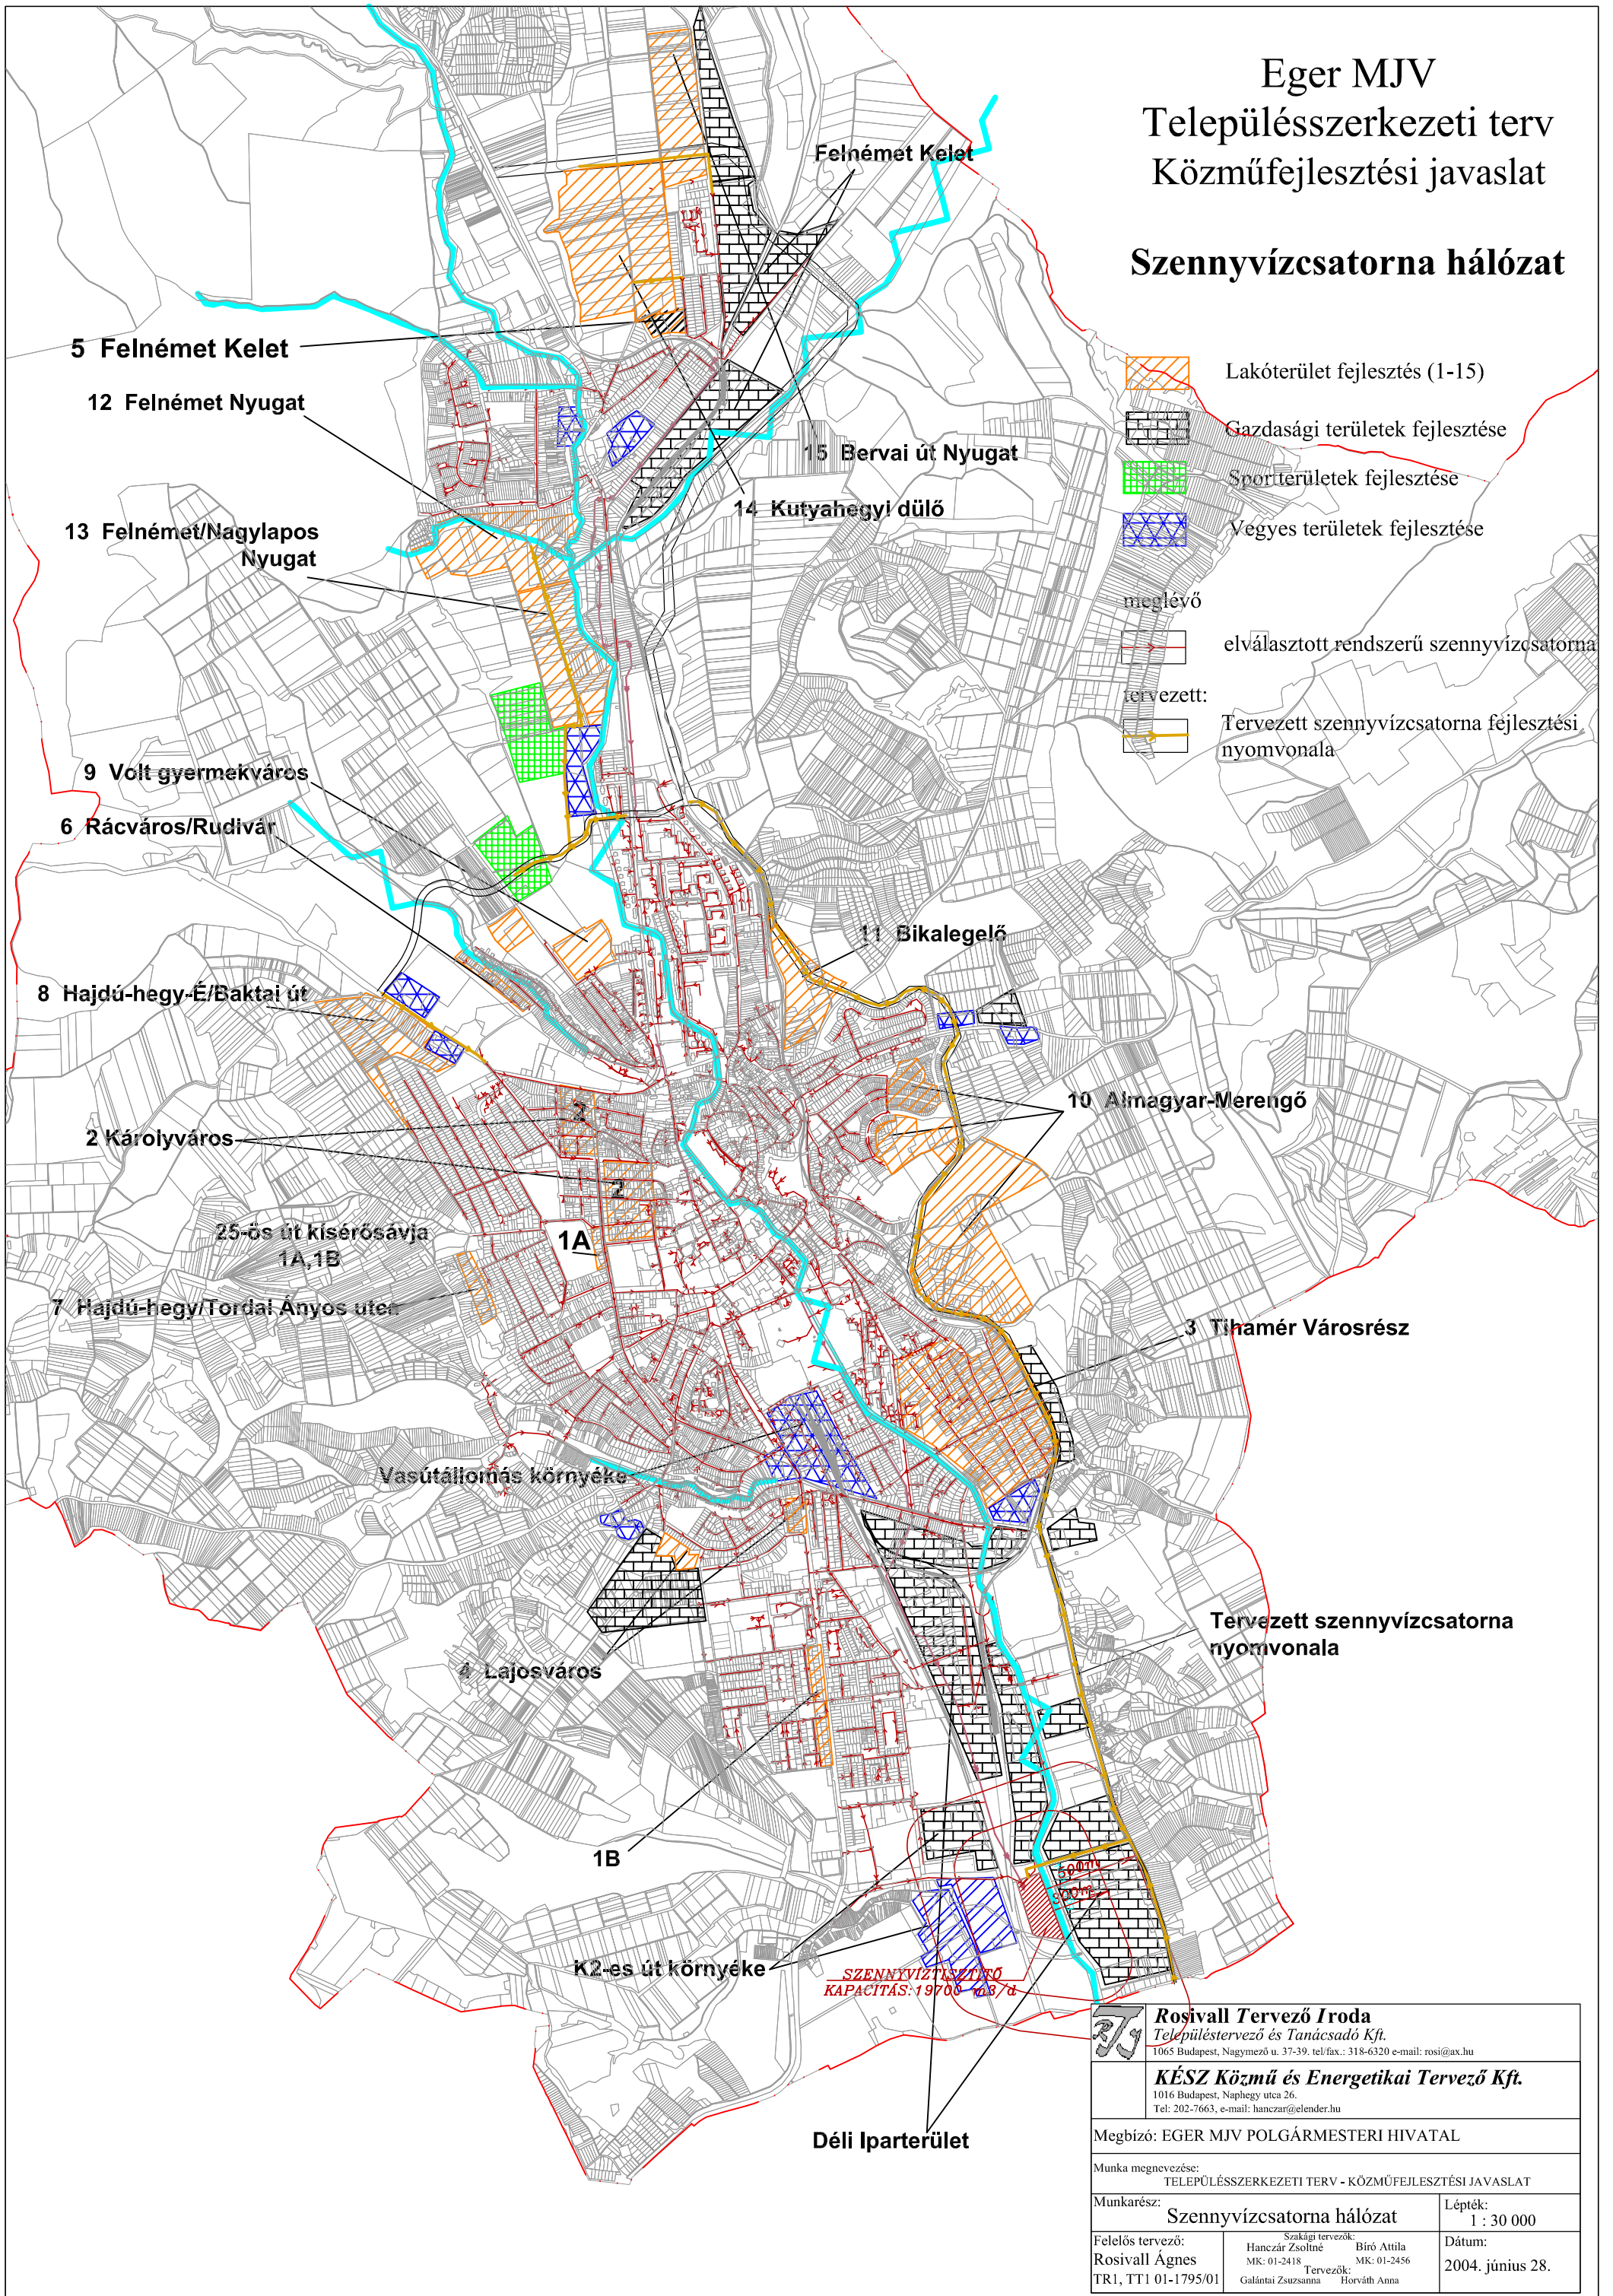 Eger MJV
Településszerkezeti terv
Közműfejlesztési javaslat
Szennyvízcsatorna hálózat
Felnémet Kelet
5 Felnémet Kelet
12 Felnémet Nyugat
15 Bervai út Nyugat
14 Kutyahegyi dülő
13 Felnémet/Nagylapos
Nyugat
Lakóterület fejlesztés (1-15)
Gazdasági területek fejlesztése
Sportterületek fejlesztése
Vegyes területek fejlesztése
meglévő
elválasztott rendszerű szennyvízcsatorna
tervezett:
Tervezett szennyvízcsatorna fejlesztési
nyomvonala
9 Volt gyermekváros
6 Rácváros/Rudivár
11 Bikalegelő
8 Hajdú-hegy-É/Baktai út
10 Almagyar-Merengő
2
2 Károlyváros
2
25-ös út kísérősávja
1A,1B
1A
7 Hajdú-hegy/Tordai Ányos utca
3 Tihamér Városrész
Vasútállomás környéke
Tervezett szennyvízcsatorna
nyomvonala
4 Lajosváros
1B
500m
300m
K2-es út környéke
SZENNYVÍZTISZTÍTÓ
KAPACITÁS: 19700 m3/d
Déli Iparterület
Rosivall Tervező Iroda
Településtervező és Tanácsadó Kft.
1065 Budapest, Nagymező u. 37-39. tel/fax.: 318-6320 e-mail: rosi@ax.hu
KÉSZ Közmű és Energetikai Tervező Kft.
1016 Budapest, Naphegy utca 26.
Tel: 202-7663, e-mail: hanczar@elender.hu
Megbízó: EGER MJV POLGÁRMESTERI HIVATAL
Munka megnevezése:
TELEPÜLÉSSZERKEZETI TERV - KÖZMŰFEJLESZTÉSI JAVASLAT
Munkarész:
Szennyvízcsatorna hálózat
Lépték:
1 : 30 000
Felelős tervező:
Rosivall Ágnes
TR1, TT1 01-1795/01
Szakági tervezők:
Hanczár Zsoltné Bíró Attila
MK: 01-2418 MK: 01-2456
Tervezők:
Galántai Zsuzsanna Horváth Anna
Dátum:
2004. június 28.